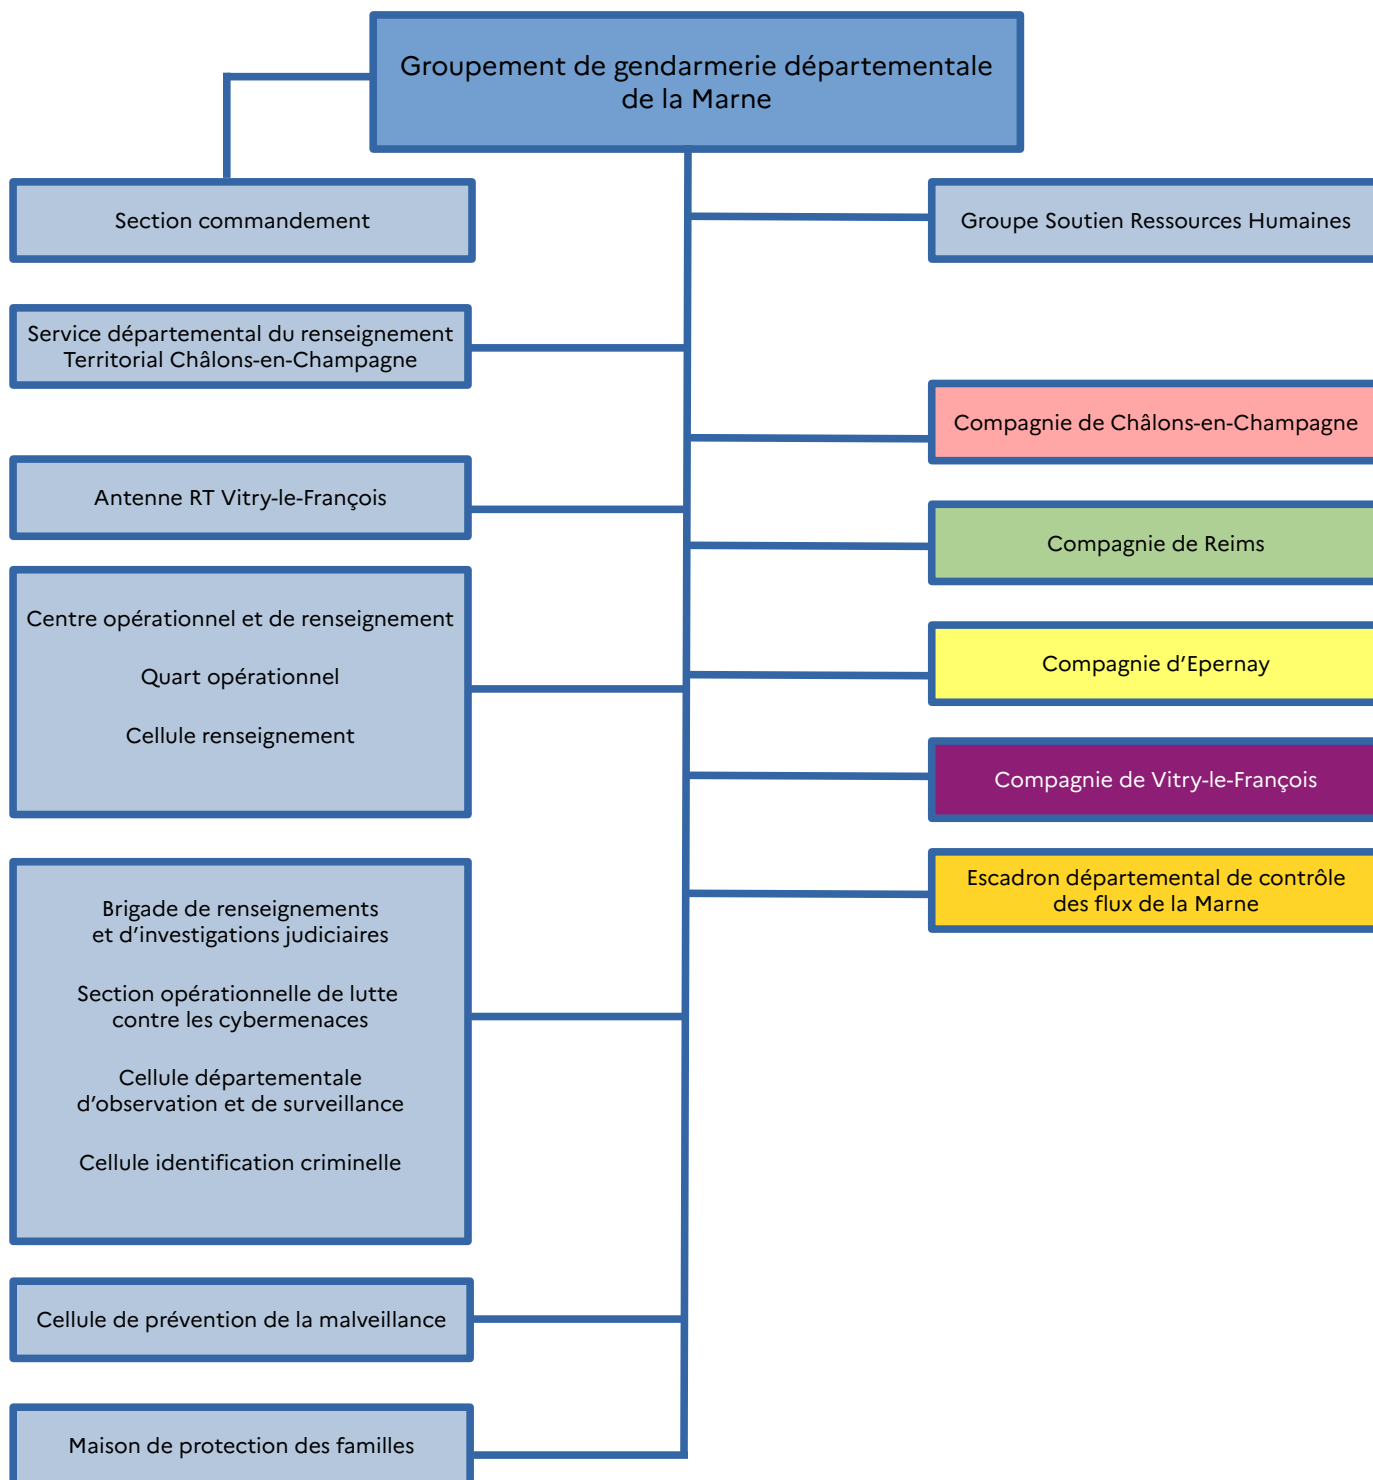 Groupement de gendarmerie départementale
de la Marne
Section commandement
Groupe Soutien Ressources Humaines
Service départemental du renseignement
Territorial Châlons-en-Champagne
Compagnie de Châlons-en-Champagne
Antenne RT Vitry-le-François
Compagnie de Reims
Centre opérationnel et de renseignement
Quart opérationnel
Cellule renseignement
Compagnie d’Epernay
Compagnie de Vitry-le-François
Escadron départemental de contrôle
des flux de la Marne
Brigade de renseignements
et d’investigations judiciaires
Section opérationnelle de lutte
contre les cybermenaces
Cellule départementale
d’observation et de surveillance
Cellule identification criminelle
Cellule de prévention de la malveillance
Maison de protection des familles